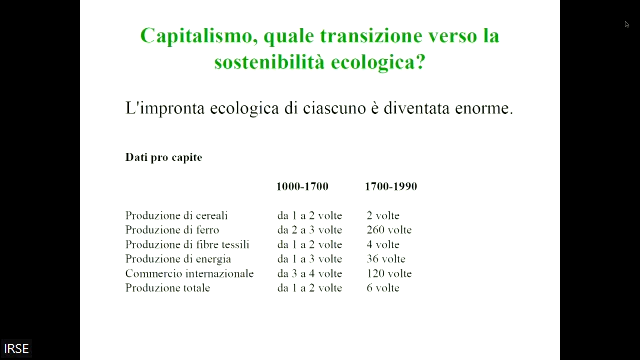 Capitalismo, quale transizione verso la
sostenibilità ecologica?
L'impronta ecologica di ciascuno è diventata enorme.
Dati pro capite
1000-1700 1700-1990
Produzione di cereali da 1 a 2 volte 2 volte
Produzione di ferro da 2 a 3 volte 260 volte
Produzione di fibre tessili da 1 a 2 volte 4 volte
Produzione di energia da 1 a 3 volte 36 volte
Commercio internazionale da 3 a 4 volte 120 volte
Produzione totale da 1 a 2 volte 6 volte
IRSE